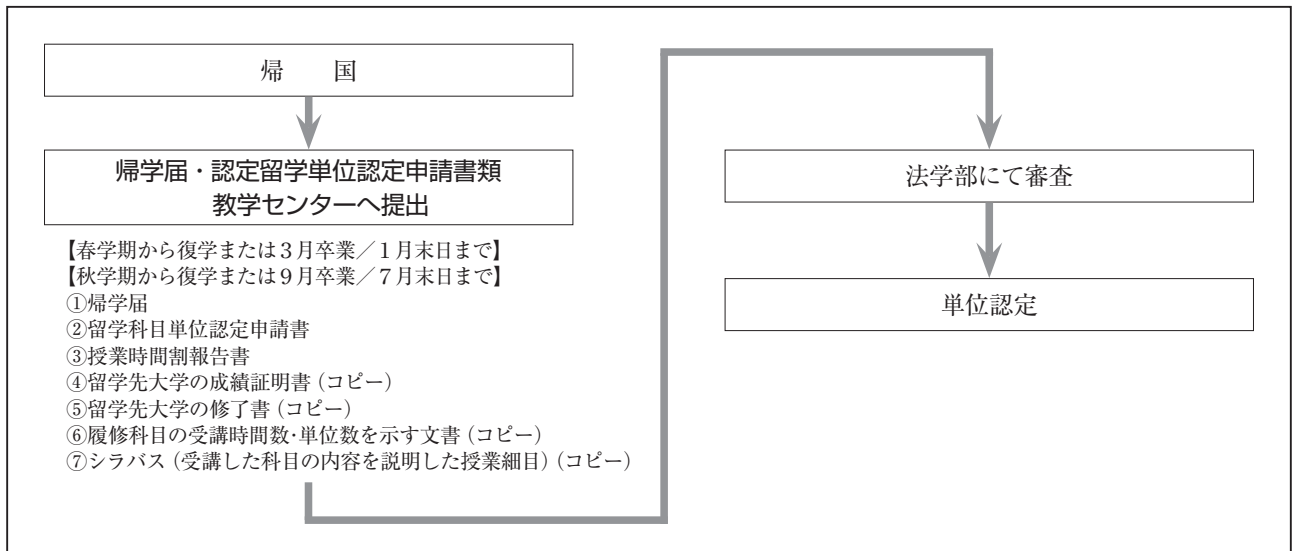 帰　　国
帰学届・認定留学単位認定申請書類
教学センターへ提出
【春学期から復学または３月卒業／１月末日まで】
【秋学期から復学または９月卒業／７月末日まで】
①帰学届
②留学科目単位認定申請書
③授業時間割報告書
④留学先大学の成績証明書（コピー）
⑤留学先大学の修了書（コピー）
⑥履修科目の受講時間数・単位数を示す文書（コピー）
⑦シラバス（受講した科目の内容を説明した授業細目）（コピー）
法学部にて審査
単位認定